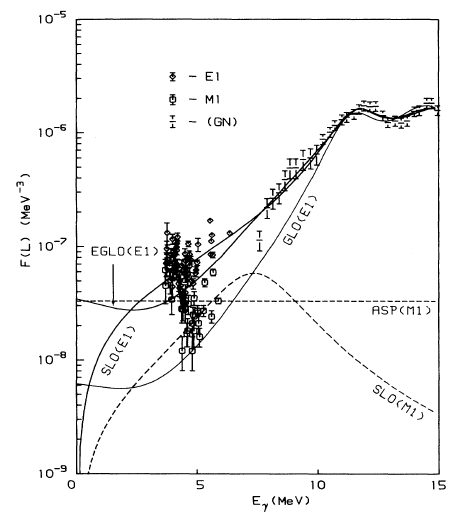 10⁻⁵
⌽ - E1
⌽ - M1
⌶ - (GN)
10⁻⁶
F(L) (MeV⁻³)
GLO(E1)
10⁻⁷
EGLO(E1)
ASP(M1)
SLO(E1)
10⁻⁸
SLO(M1)
10⁻⁹
0 5 10 15
Eᵧ(MeV)